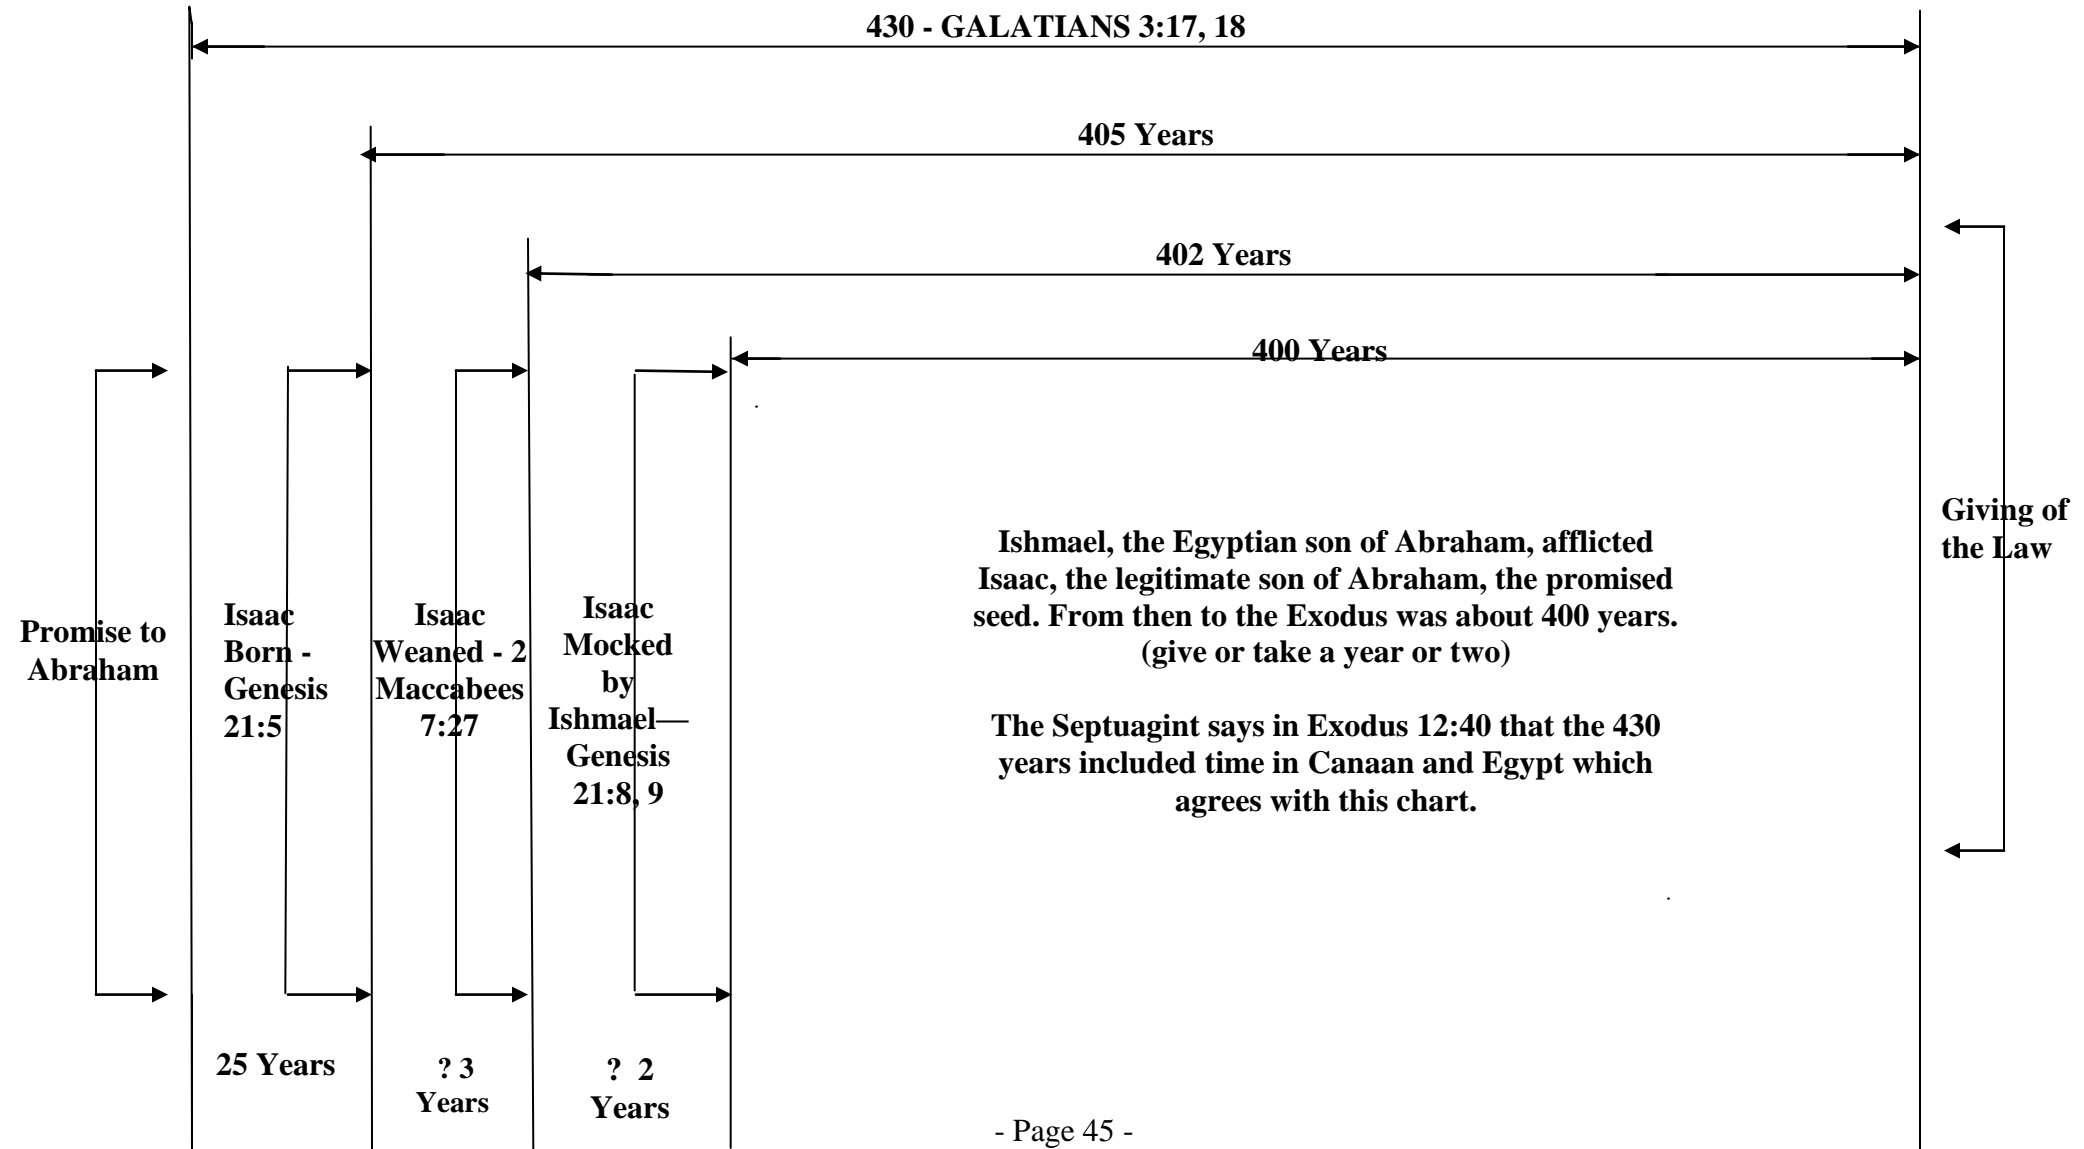 430 - GALATIANS 3:17, 18
405 Years
402 Years
400 Years
Promise to
Abraham
Isaac
Born -
Genesis
21:5
Isaac
Weaned - 2
Maccabees
7:27
Isaac
Mocked
by
Ishmael—
Genesis
21:8, 9
Ishmael, the Egyptian son of Abraham, afflicted
Isaac, the legitimate son of Abraham, the promised
seed. From then to the Exodus was about 400 years.
(give or take a year or two)
The Septuagint says in Exodus 12:40 that the 430
years included time in Canaan and Egypt which
agrees with this chart.
Giving of
the Law
25 Years
? 3
Years
? 2
Years
- Page 45 -